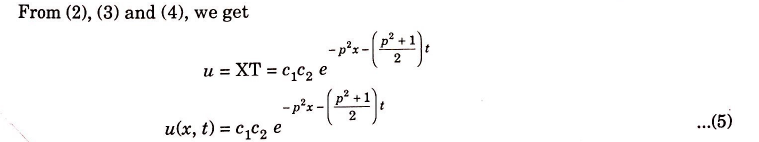 From (2), (3) and (4), we get
u = XT = c₁c₂ e^{-p²x-((p²+1)/2)t}
u(x, t) = c₁c₂ e^{-p²x-((p²+1)/2)t} ...(5)